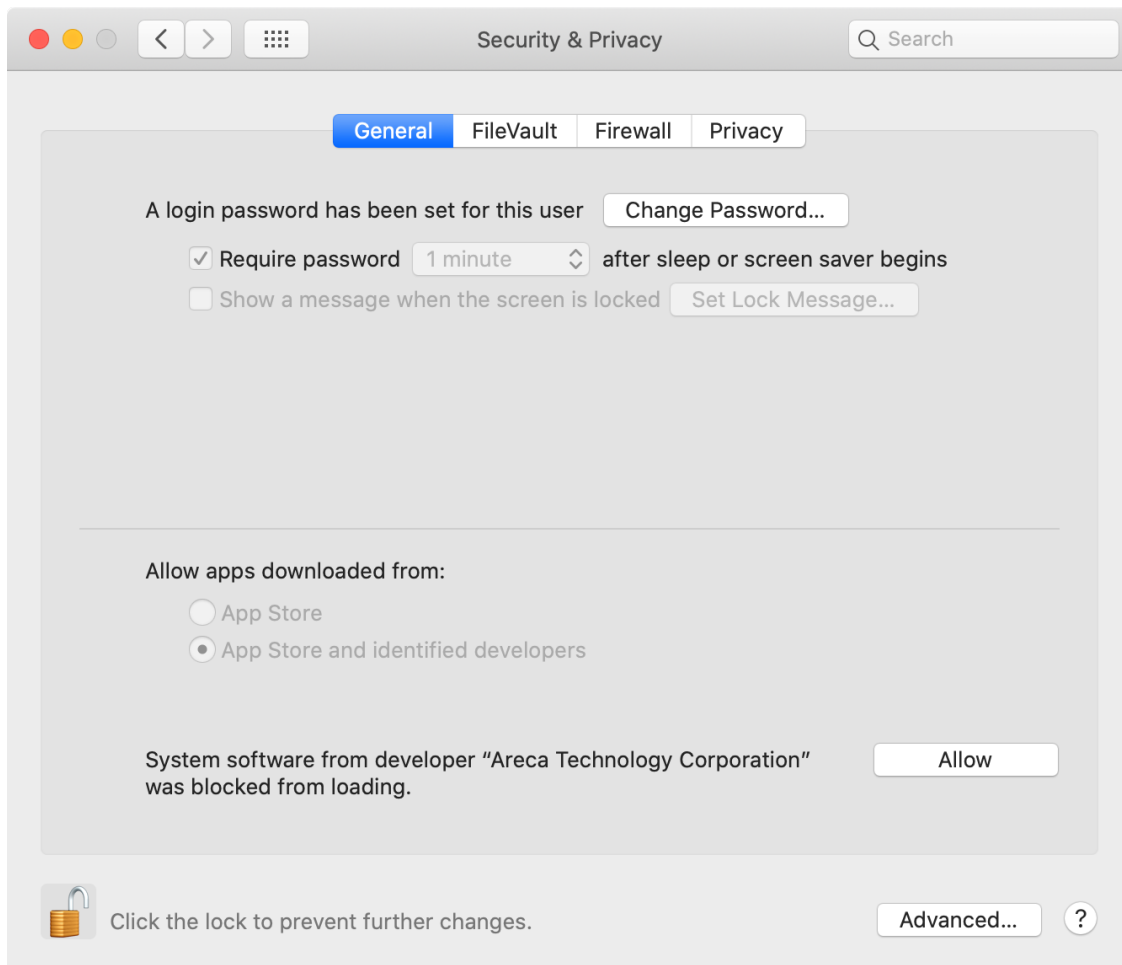 Security & Privacy
Search
General
FileVault
Firewall
Privacy
A login password has been set for this user
Change Password...
Require password
1 minute
after sleep or screen saver begins
Show a message when the screen is locked
Set Lock Message...
Allow apps downloaded from:
App Store
App Store and identified developers
System software from developer “Areca Technology Corporation”
was blocked from loading.
Allow
Click the lock to prevent further changes.
Advanced...
?